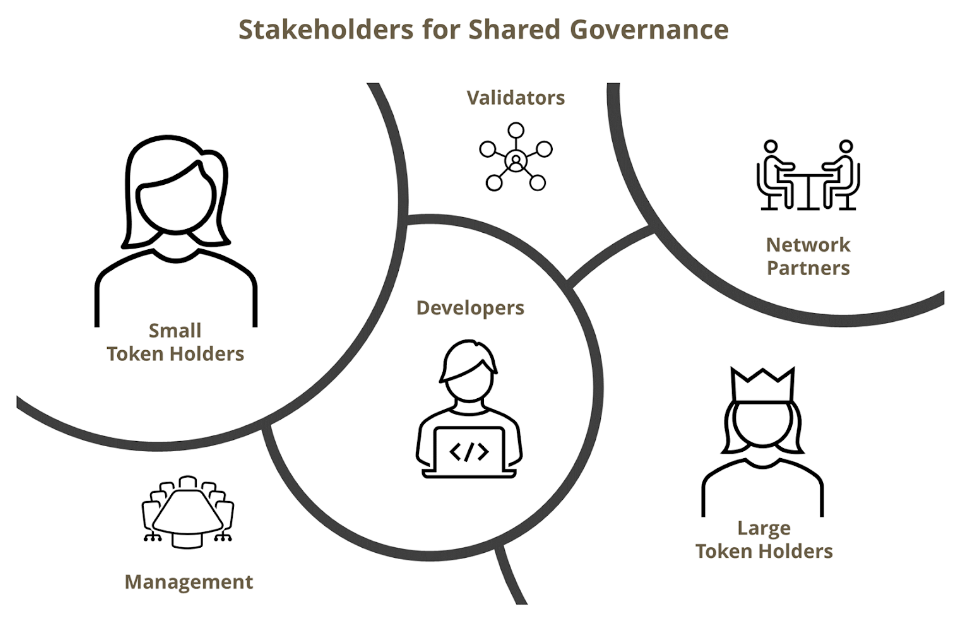 Stakeholders for Shared Governance
Validators
Network
Partners
Small
Token Holders
Developers
</>
Large
Token Holders
Management